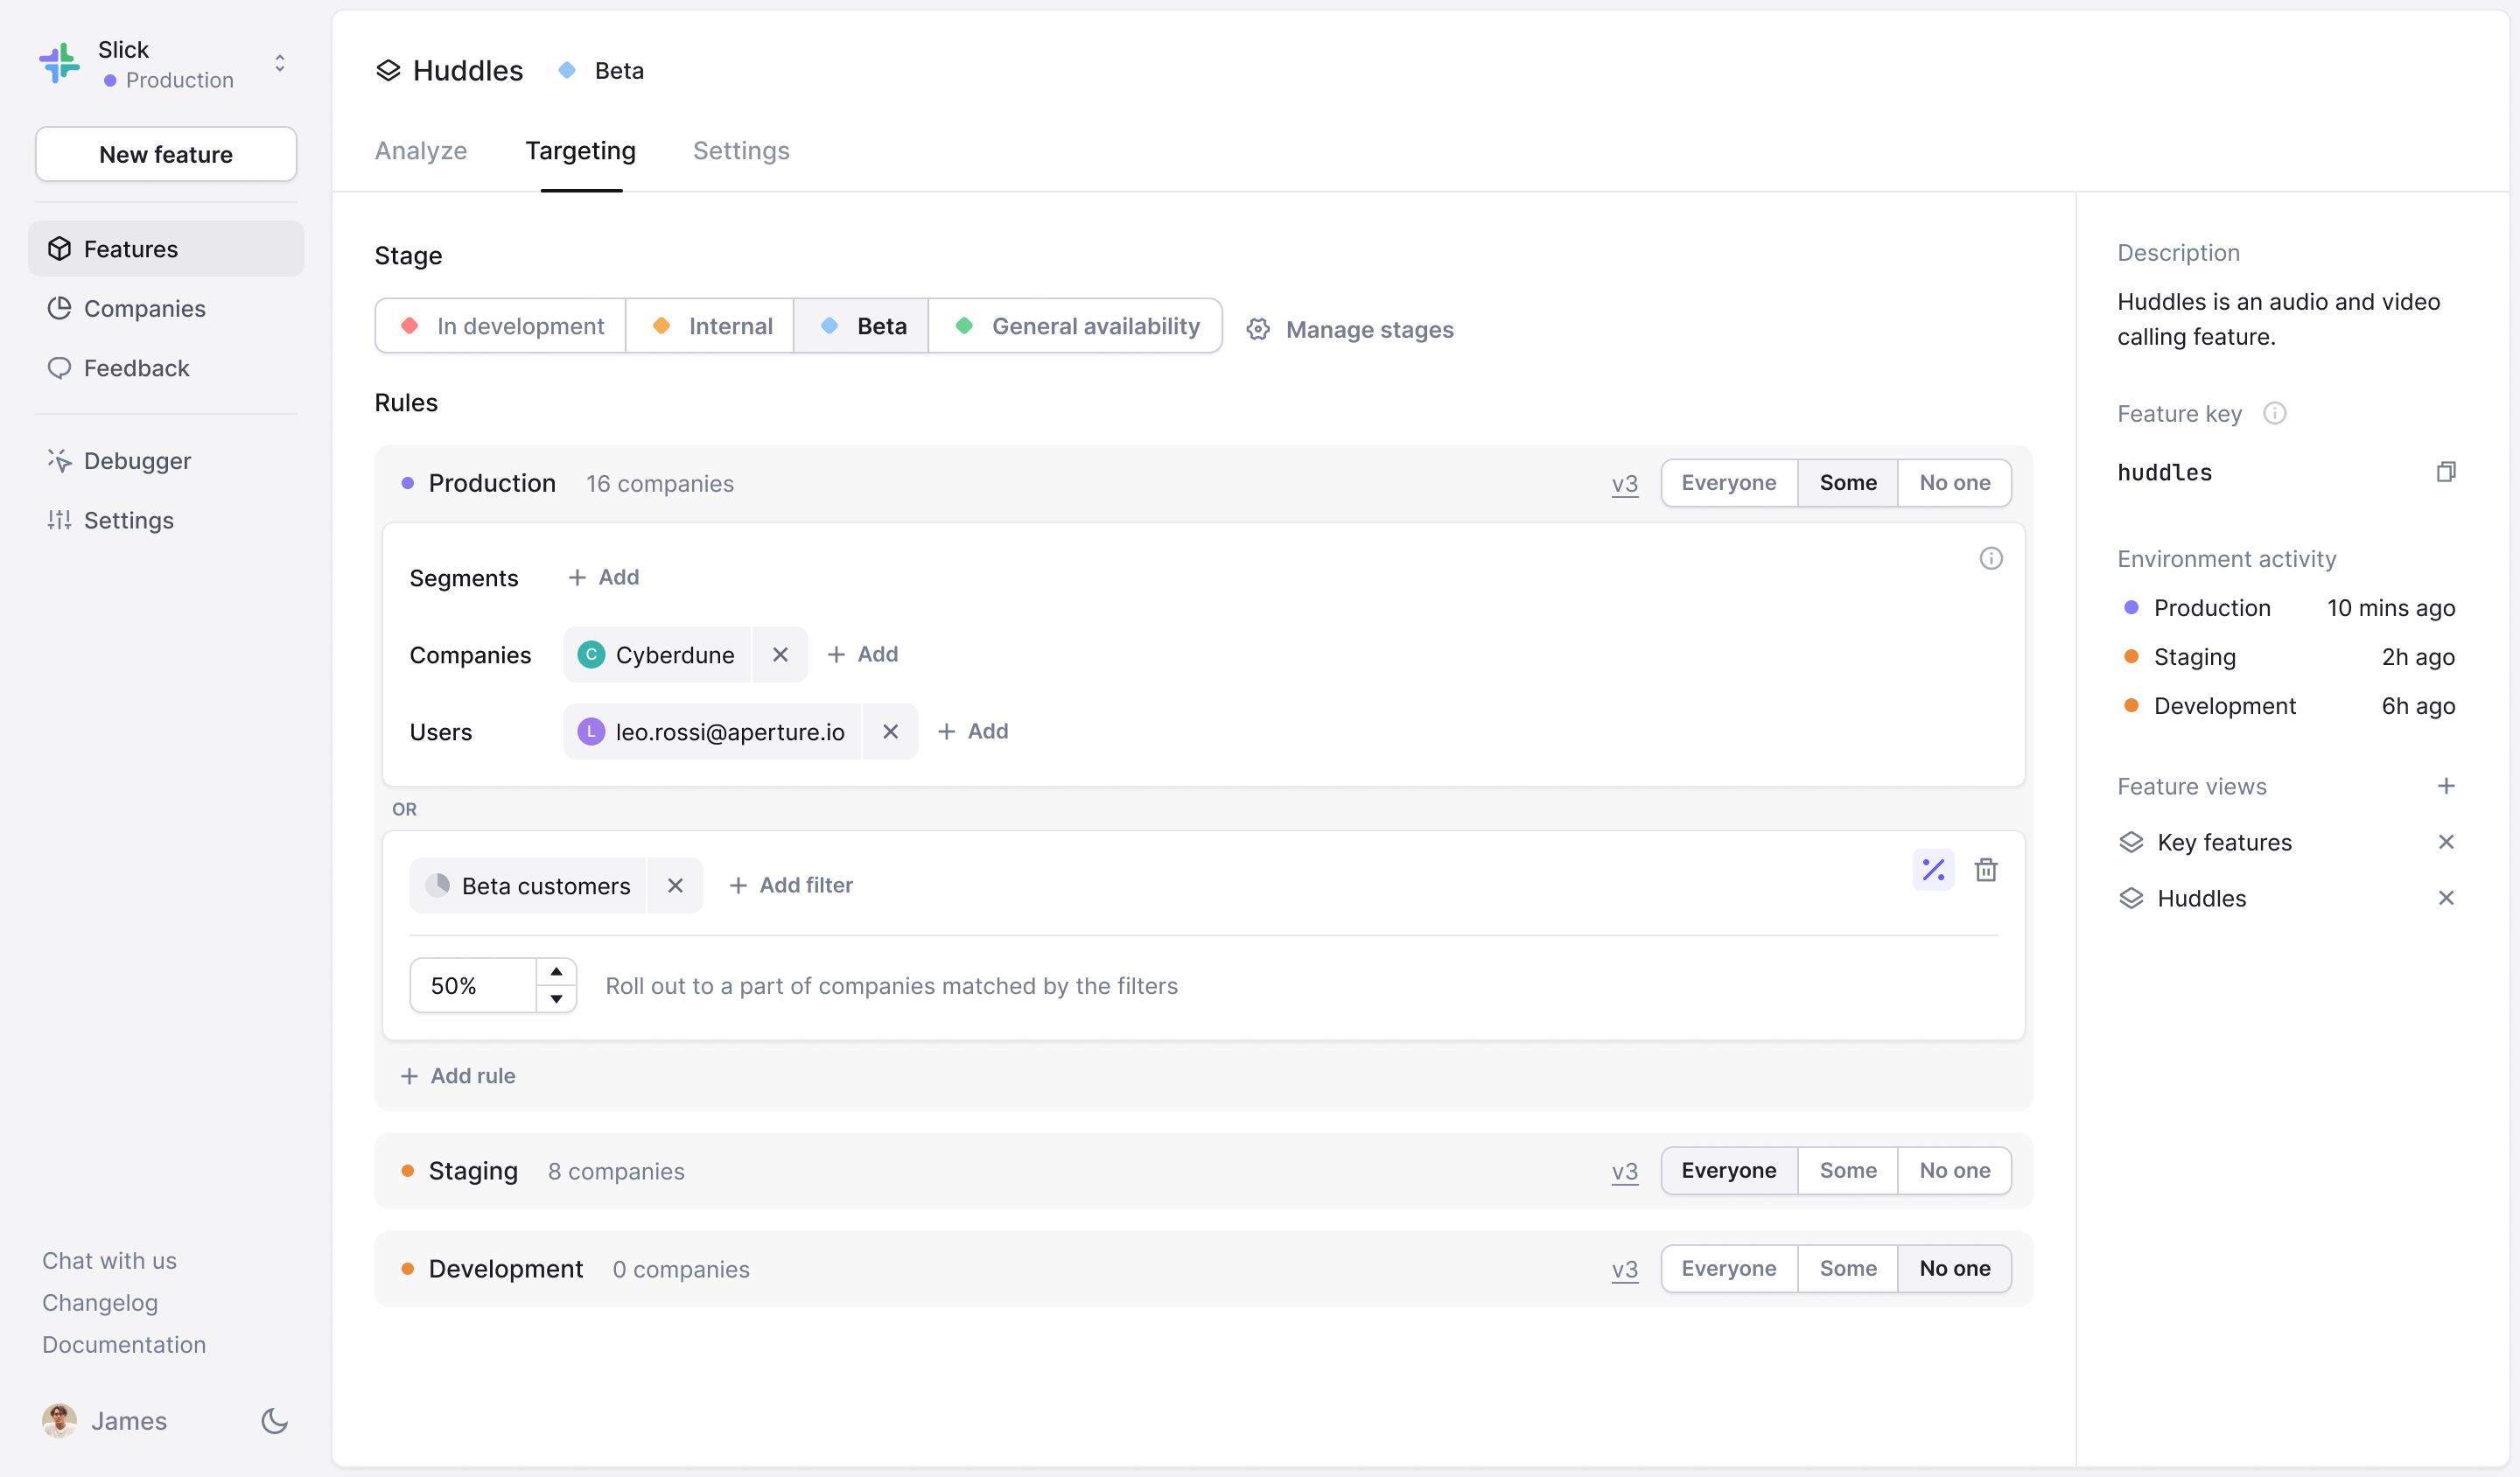 Slick
Production
New feature
Features
Companies
Feedback
Debugger
Settings
Chat with us
Changelog
Documentation
James
Huddles Beta
Analyze Targeting Settings
Stage
In development Internal Beta General availability Manage stages
Rules
Production 16 companies v3 Everyone Some No one
Segments + Add
Companies C Cyberdune + Add
Users L leo.rossi@aperture.io + Add
OR
Beta customers + Add filter
50% Roll out to a part of companies matched by the filters
+ Add rule
Staging 8 companies v3 Everyone Some No one
Development 0 companies v3 Everyone Some No one
Description
Huddles is an audio and video
calling feature.
Feature key
huddles
Environment activity
Production 10 mins ago
Staging 2h ago
Development 6h ago
Feature views +
Key features
Huddles